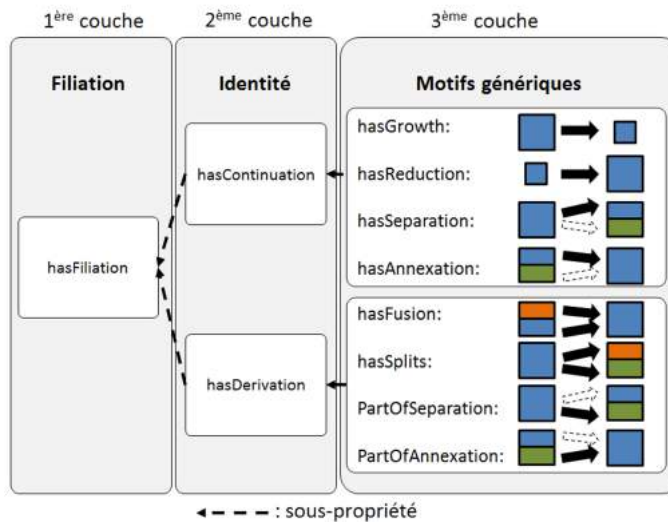 1ère couche
2ème couche
3ème couche
Filiation
Identité
Motifs génériques
hasGrowth:
hasReduction:
hasContinuation
hasSeparation:
hasFiliation
hasAnnexation:
hasFusion:
hasSplits:
hasDerivation
PartOfSeparation:
PartOfAnnexation:
: sous-propriété